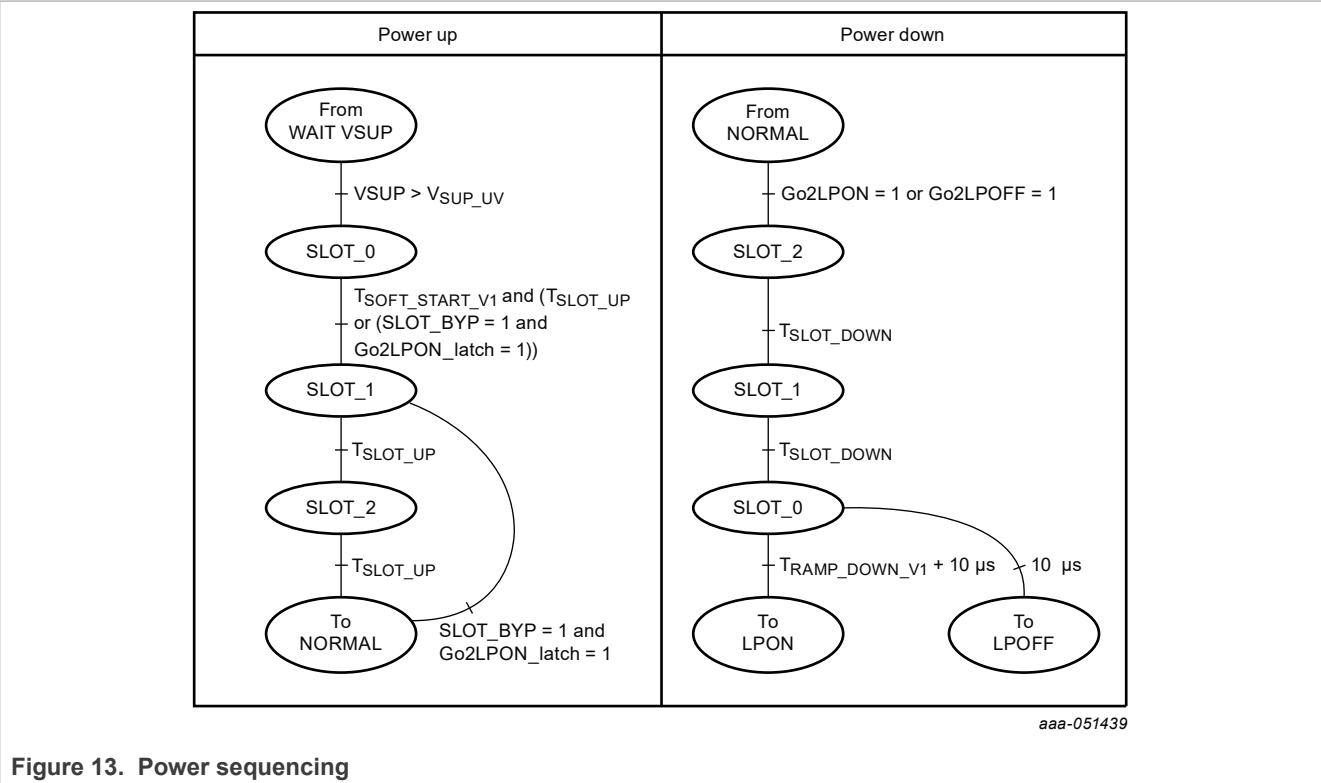 Power up
From
WAIT VSUP
VSUP > VSUP_UV
SLOT_0
TSOFT_START_V1 and (TSLOT_UP
or (SLOT_BYP = 1 and
Go2LPON_latch = 1))
SLOT_1
TSLOT_UP
SLOT_2
TSLOT_UP
To
NORMAL
SLOT_BYP = 1 and
Go2LPON_latch = 1
Power down
From
NORMAL
Go2LPON = 1 or Go2LPOFF = 1
SLOT_2
TSLOT_DOWN
SLOT_1
TSLOT_DOWN
SLOT_0
TRAMP_DOWN_V1 + 10 µs
10 µs
To
LPON
To
LPOFF
aaa-051439
Figure 13. Power sequencing